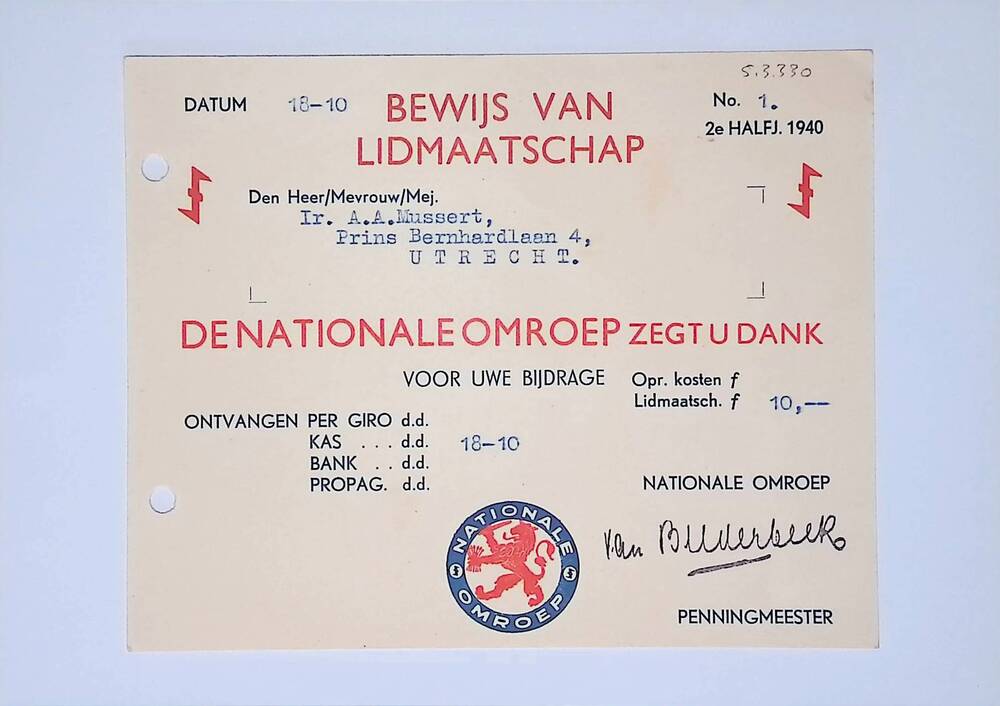 5.3.330
DATUM 18-10
BEWIJS VAN
LIDMAATSCHAP
No. 1.
2e HALFJ. 1940
Den Heer/Mevrouw/Mej.
Ir. A.A.Mussert,
Prins Bernhardlaan 4,
U T R E C H T.
DE NATIONALE OMROEP ZEGT U DANK
VOOR UWE BIJDRAGE
Opr. kosten f
Lidmaatsch. f 10,--
ONTVANGEN PER GIRO d.d.
KAS . . . d.d. 18-10
BANK . . d.d.
PROPAG. d.d.
NATIONALE OMROEP
van Bilderbeek
PENNINGMEESTER
NATIONALE
OMROEP